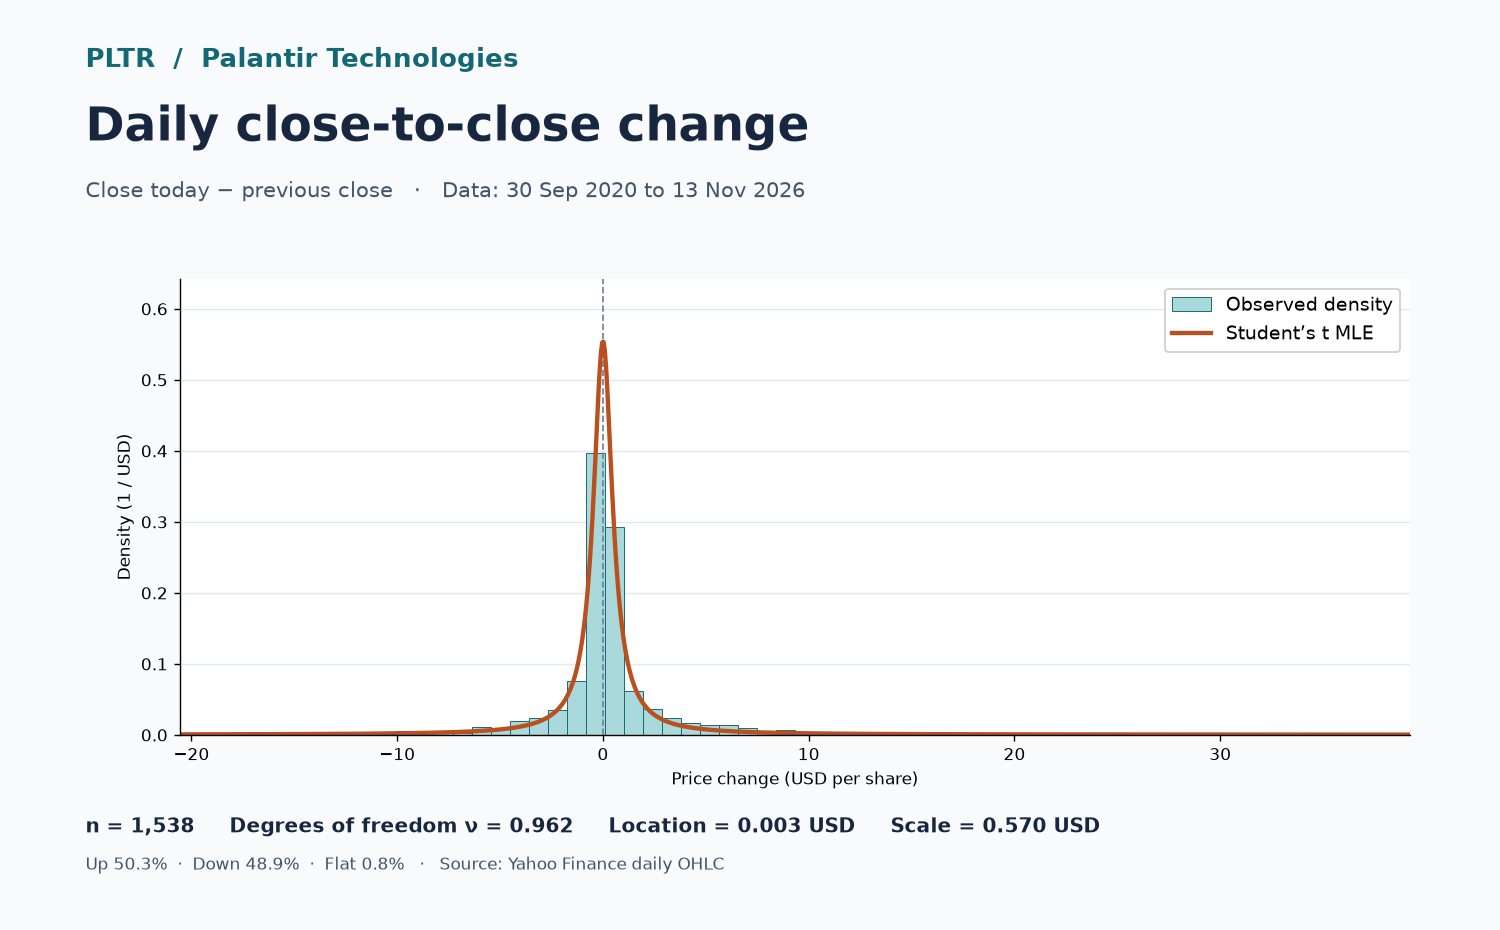 PLTR / Palantir Technologies
Daily close-to-close change
Close today − previous close · Data: 30 Sep 2020 to 13 Nov 2026
Observed density
Student’s t MLE
Density (1 / USD)
0.6
0.5
0.4
0.3
0.2
0.1
0.0
−20 −10 0 10 20 30
Price change (USD per share)
n = 1,538 Degrees of freedom ν = 0.962 Location = 0.003 USD Scale = 0.570 USD
Up 50.3% · Down 48.9% · Flat 0.8% · Source: Yahoo Finance daily OHLC